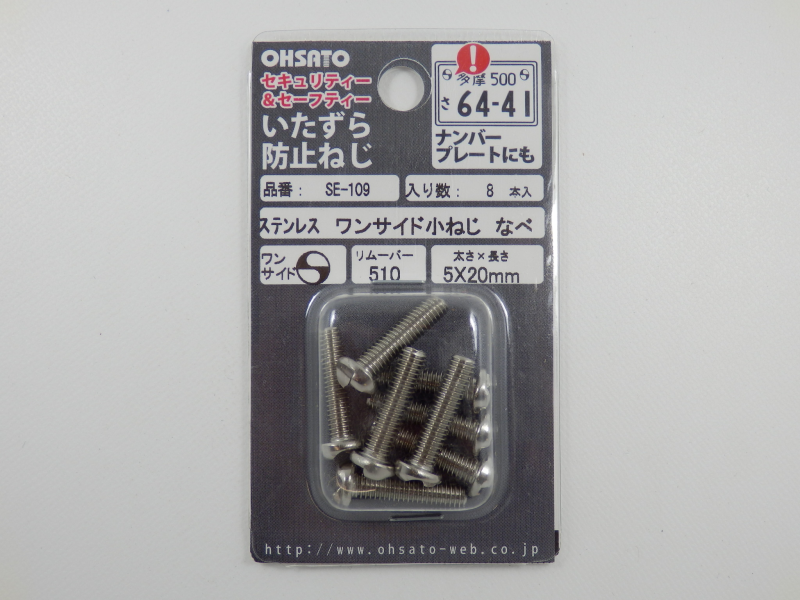 OHSATO
セキュリティー
&セーフティー
いたずら
防止ねじ
!
多摩 500
さ 64-41
ナンバー
プレートにも
品番: SE-109
入り数: 8 本入
ステンレス ワンサイド小ねじ なべ
ワン
サイド
リムーバー
510
太さ×長さ
5X20mm
http://www.ohsato-web.co.jp